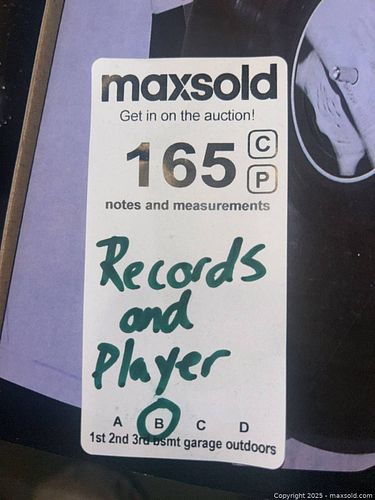 maxsold
Get in on the auction!
165
C
P
notes and measurements
Records
and
Player
A B C D
1st 2nd 3rd bsmt garage outdoors
Copyright © 2025 - maxsold.com